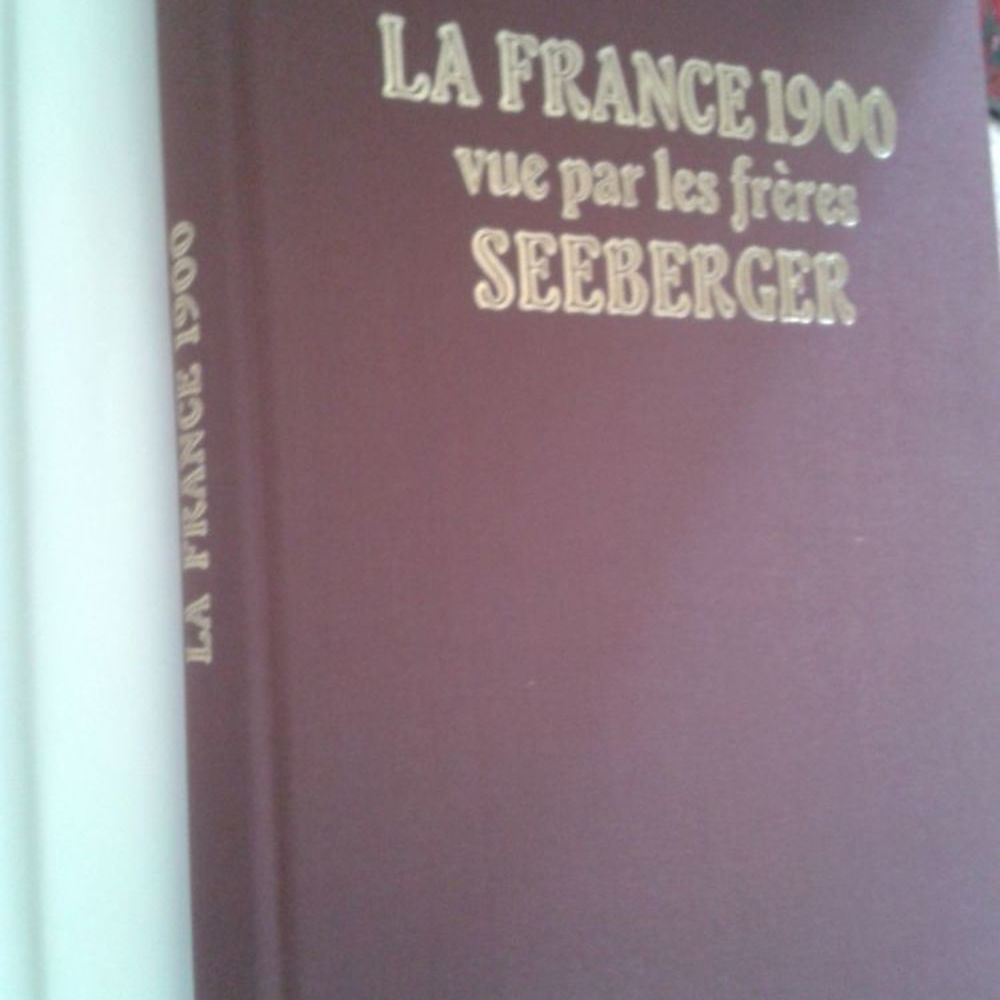 LA FRANCE 1900
vue par les frères
SEEBERGER
LA FRANCE 1900